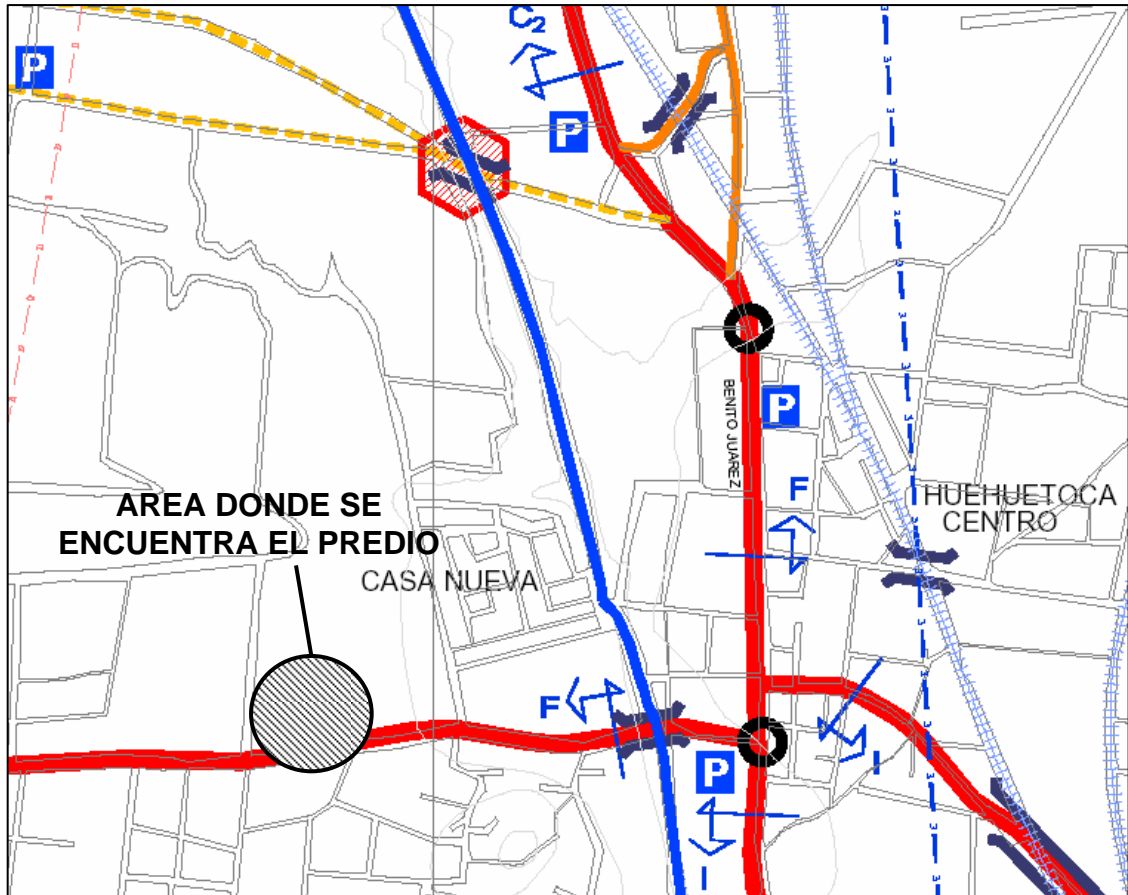 C2
P
P
BENITO JUAREZ
P
F
HUEHUETOCA
CENTRO
AREA DONDE SE
ENCUENTRA EL PREDIO
CASA NUEVA
F
I
P
I